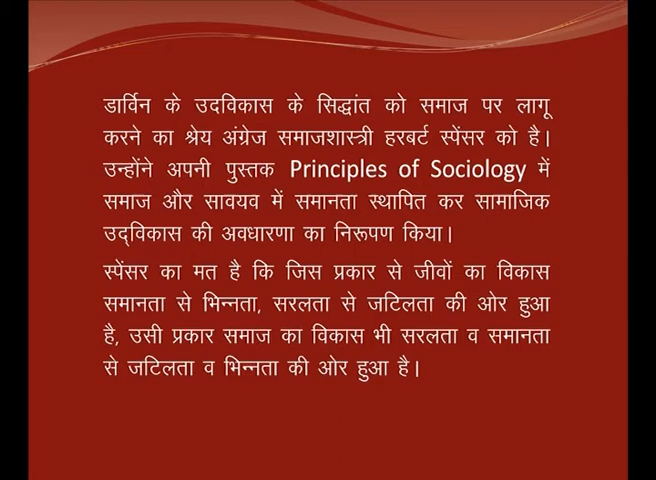 डार्विन के उदविकास के सिद्धांत को समाज पर लागू
करने का श्रेय अंग्रेज समाजशास्त्री हरबर्ट स्पेंसर को है।
उन्होंने अपनी पुस्तक Principles of Sociology में
समाज और सावयव में समानता स्थापित कर सामाजिक
उद्‌विकास की अवधारणा का निरूपण किया।
स्पेंसर का मत है कि जिस प्रकार से जीवों का विकास
समानता से भिन्नता, सरलता से जटिलता की ओर हुआ
है, उसी प्रकार समाज का विकास भी सरलता व समानता
से जटिलता व भिन्नता की ओर हुआ है।